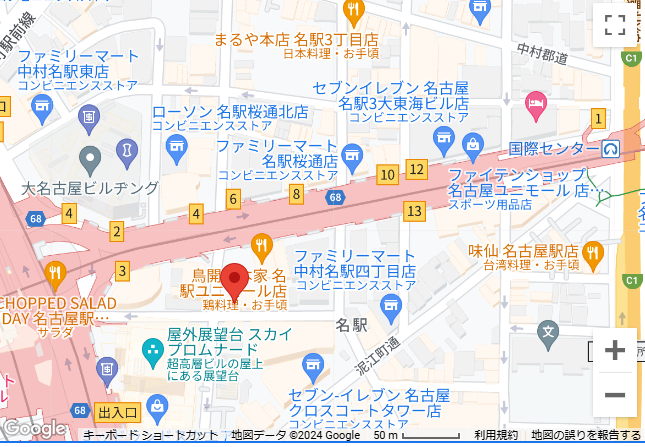 村駅前線
まるや本店 名駅3丁目店
日本料理・お手頃
中村郡道
ファミリーマート
中村名駅東店
コンビニエンスストア
セブンイレブン 名古屋
名駅3大東海ビル店
コンビニエンスストア
C1
入口
ローソン 名駅桜通北店
コンビニエンスストア
1
ファミリーマート
名駅桜通店
コンビニエンスストア
国際センター
大名古屋ビルヂング
10
12
ファイテンショップ
名古屋ユニモール 店…
スポーツ用品店
6
8
68
4
4
68
2
13
3
味仙 名古屋駅店
台湾料理・お手頃
ファミリーマート
中村名駅四丁目店
コンビニエンスストア
鳥開
本家 名
駅ユニモール店
鶏料理・お手頃
C1
CHOPPED SALAD
DAY 名古屋駅…
サラダ
名駅
屋外展望台 スカイ
プロムナード
超高層ビルの屋上
にある展望台
泥江町通
セブン-イレブン 名古屋
クロスコートタワー店
コンビニエンスストア
68
出入口
Google
キーボード ショートカット
地図データ ©2024 Google
50 m
利用規約
地図の誤りを報告する